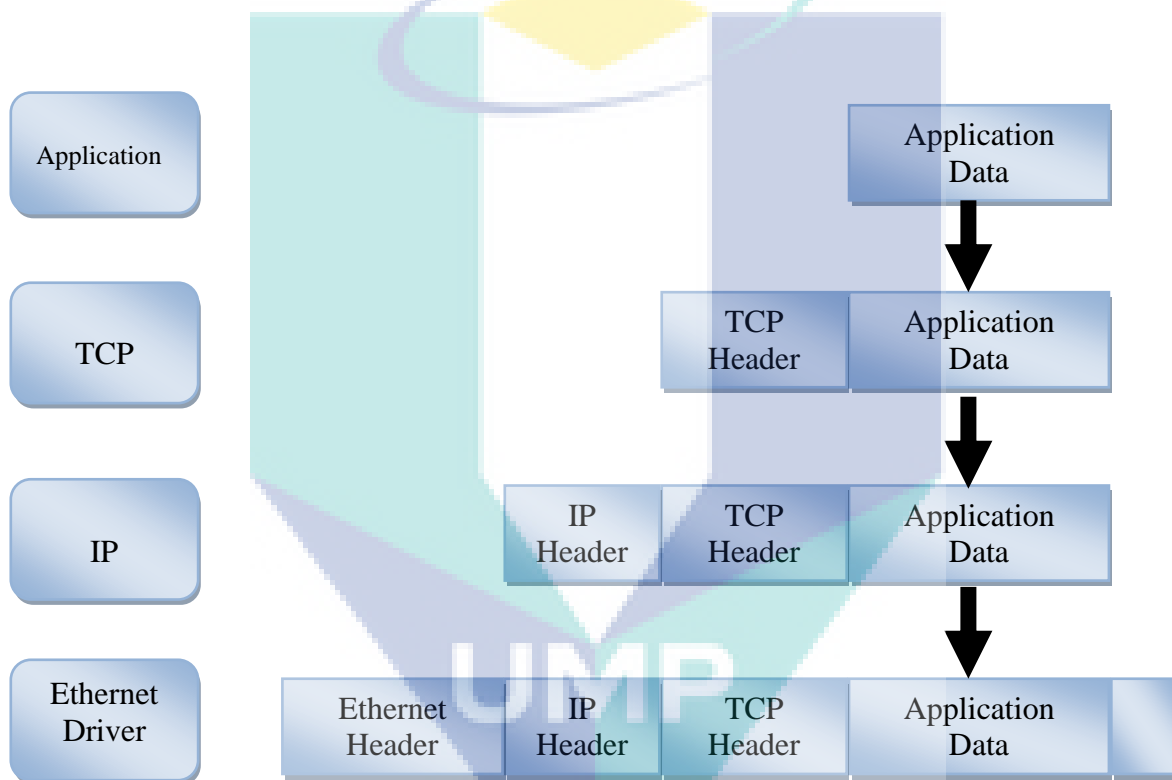 Application
Application
Data
TCP
TCP
Header
Application
Data
IP
IP
Header
TCP
Header
Application
Data
Ethernet
Driver
Ethernet
Header
IP
Header
TCP
Header
Application
Data
UMP